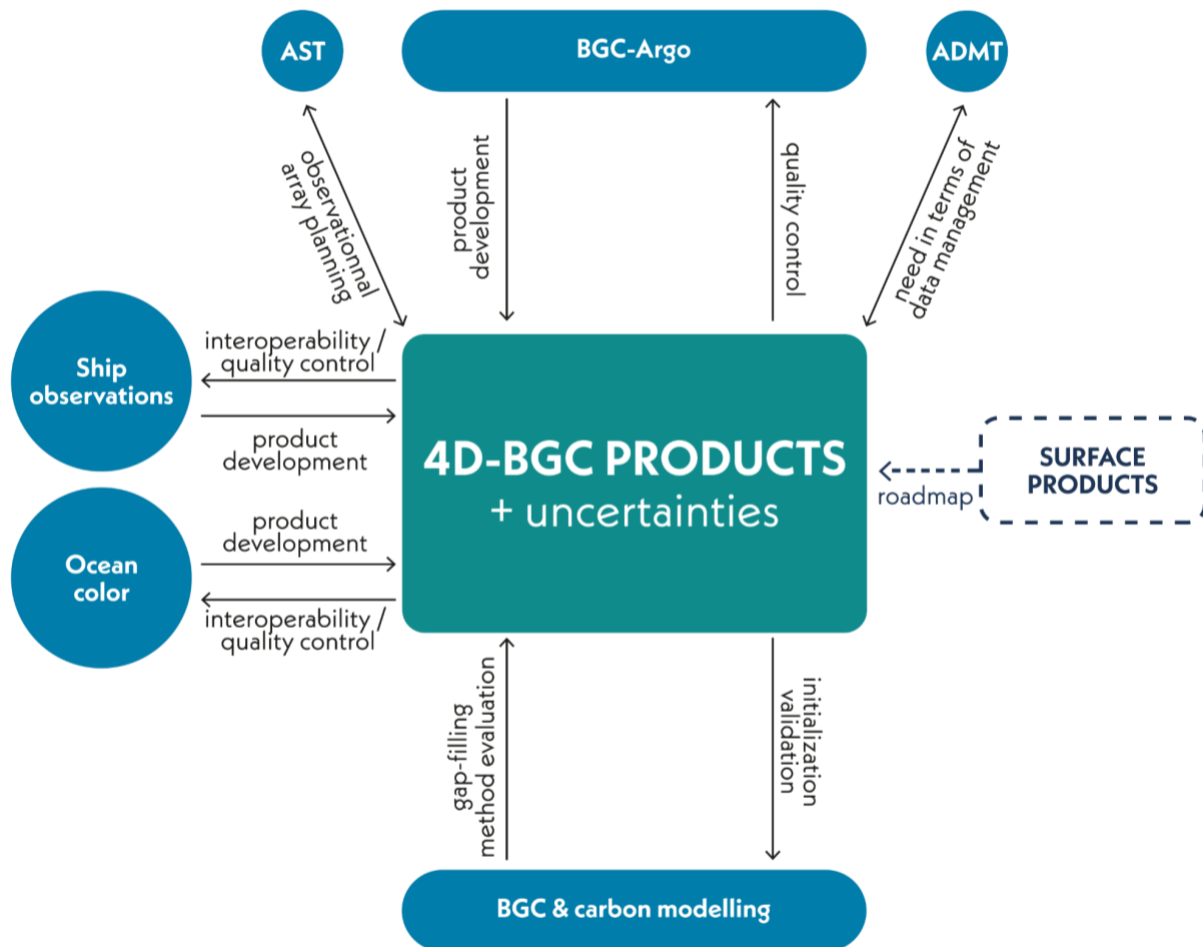 AST
BGC-Argo
ADMT
observationnal
array planning
product
development
quality control
need in terms of
data management
interoperability /
quality control
Ship
observations
product
development
4D-BGC PRODUCTS
+ uncertainties
SURFACE
PRODUCTS
roadmap
product
development
Ocean
color
interoperability /
quality control
gap-filling
method evaluation
initialization
validation
BGC & carbon modelling